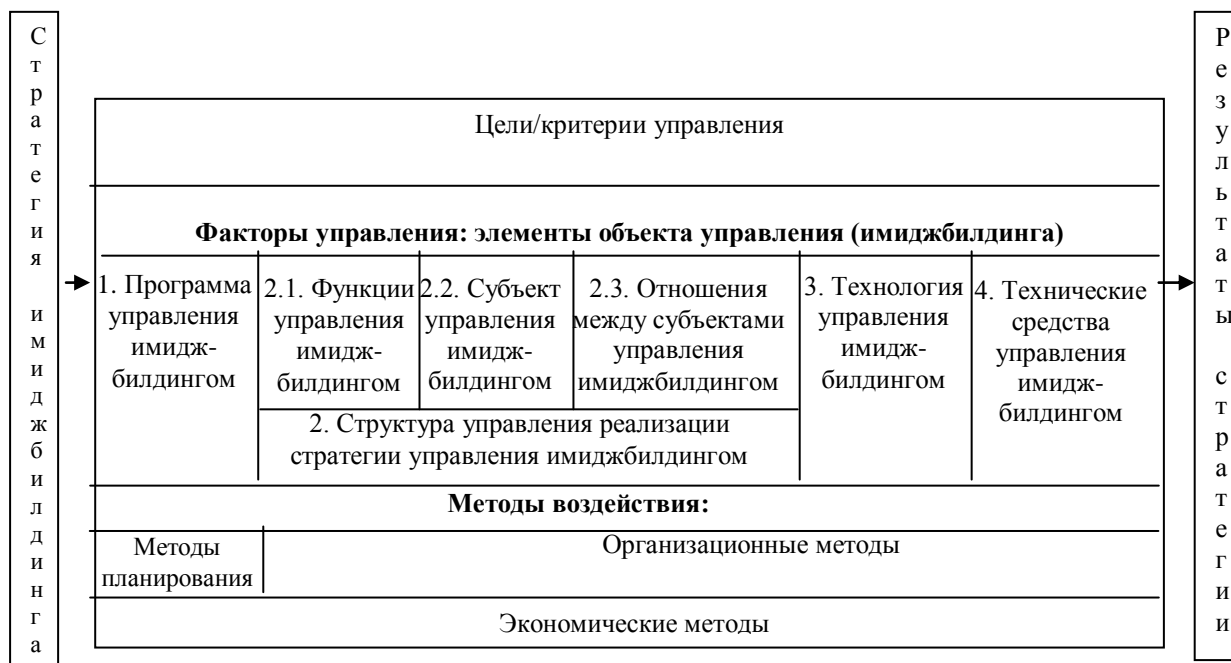 Стратегия имиджбилдинга
Цели/критерии управления
Факторы управления: элементы объекта управления (имиджбилдинга)
1. Программа
управления
имидж-
билдингом
2.1. Функции
управления
имидж-
билдингом
2.2. Субъект
управления
имидж-
билдингом
2.3. Отношения
между субъектами
управления
имиджбилдингом
3. Технология
управления
имидж-
билдингом
4. Технические
средства
управления
имидж-
билдингом
2. Структура управления реализации
стратегии управления имиджбилдингом
Методы воздействия:
Методы
планирования
Организационные методы
Экономические методы
Результаты стратегии